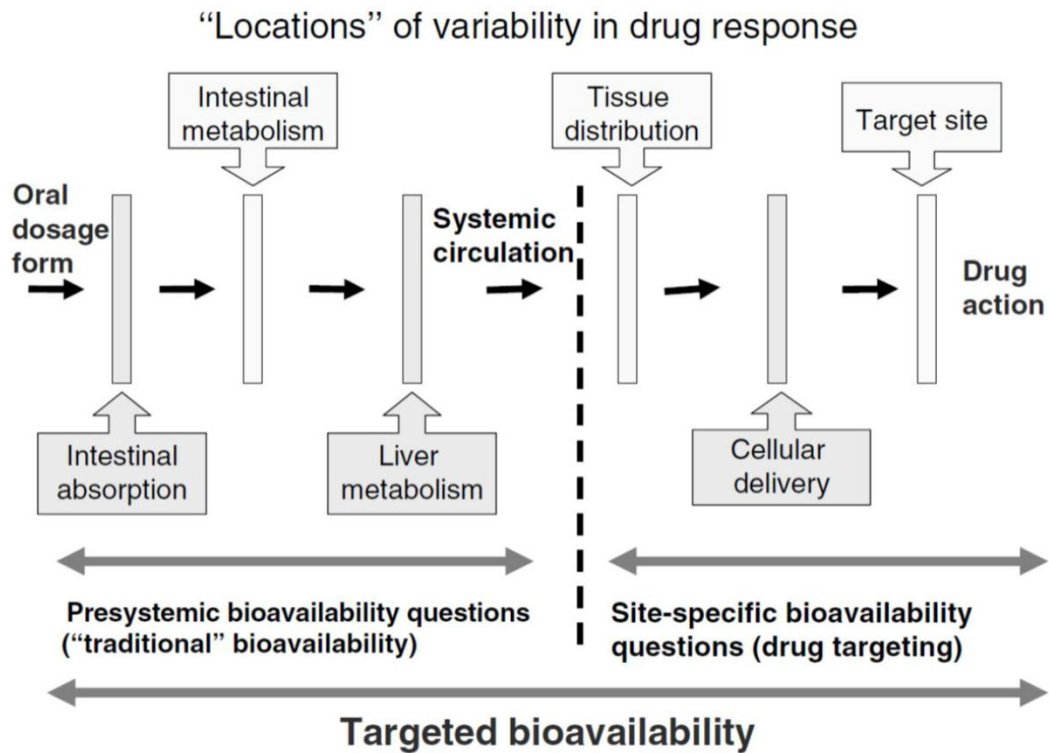 “Locations” of variability in drug response
Intestinal
metabolism
Tissue
distribution
Target site
Oral
dosage
form
Systemic
circulation
Drug
action
Intestinal
absorption
Liver
metabolism
Cellular
delivery
Presystemic bioavailability questions
(“traditional” bioavailability)
Site-specific bioavailability
questions (drug targeting)
Targeted bioavailability